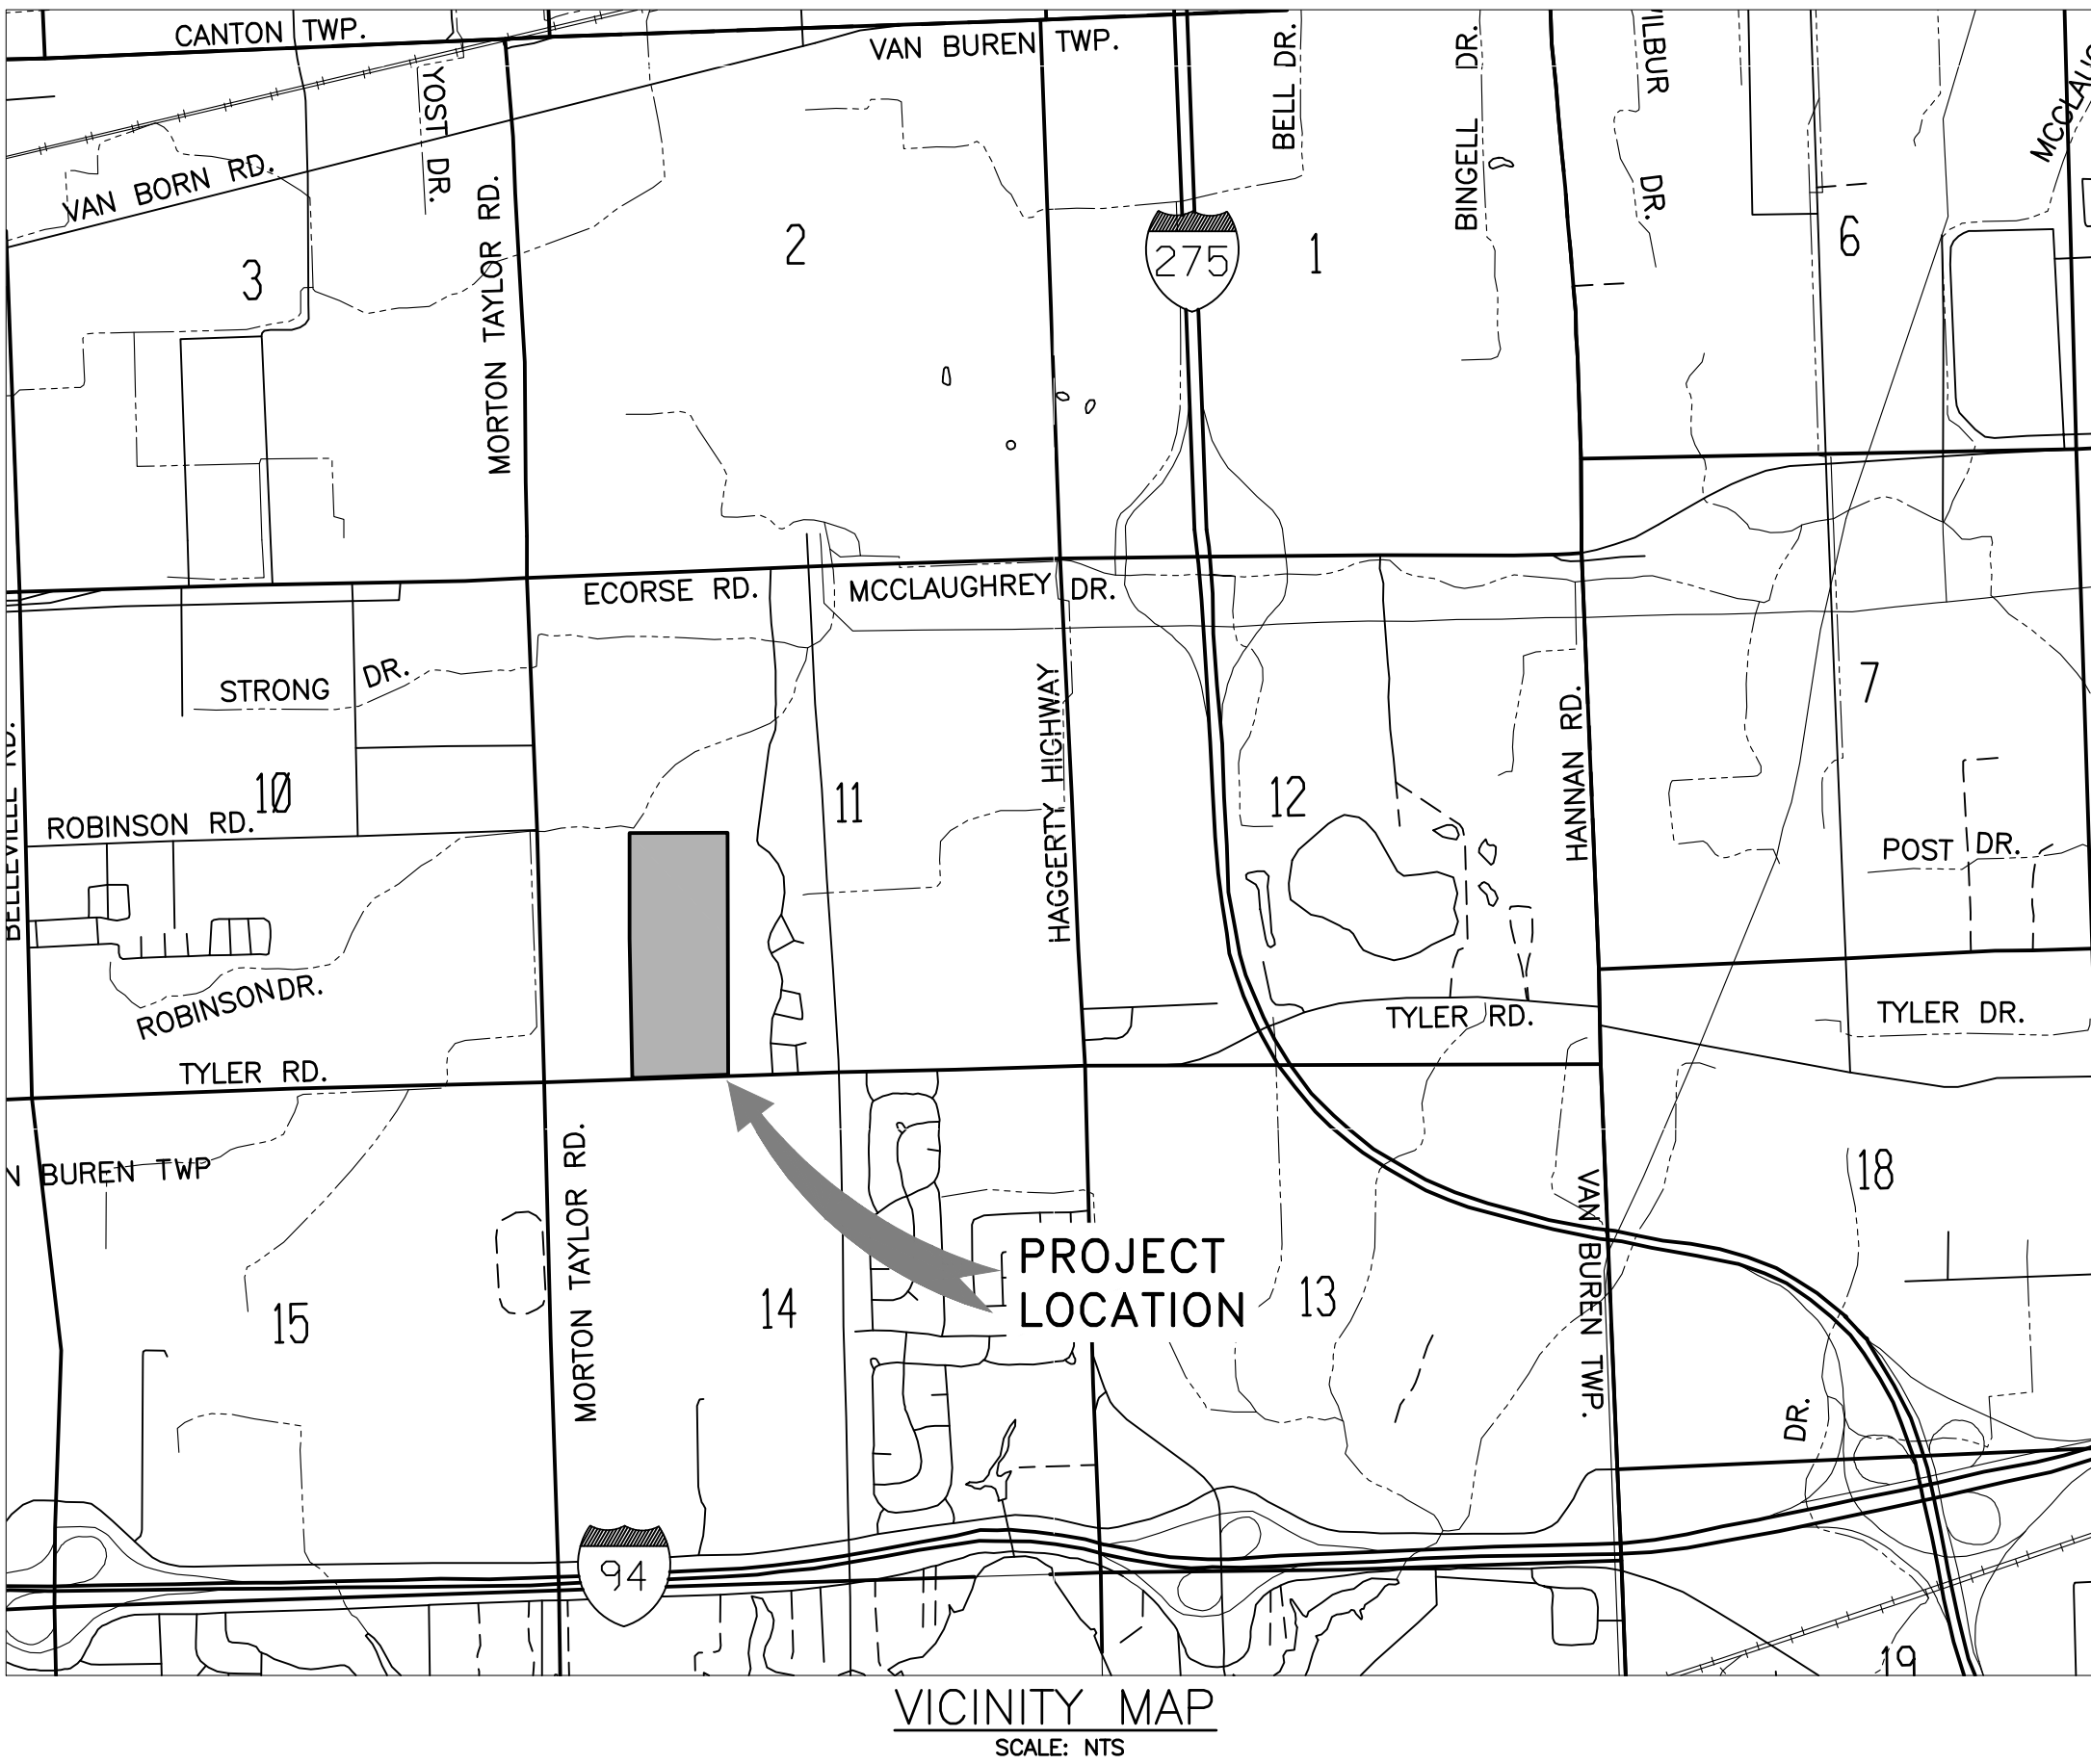 CANTON TWP.
VAN BUREN TWP.
YOST DR.
MORTON TAYLOR RD.
VAN BORN RD.
BELL DR.
BINGELL DR.
DR.
3
2
275
1
6
ECORSE RD.
MCCLAUGHREY DR.
STRONG DR.
HAGGERTY HIGHWAY
HANNAN RD.
7
BELLEVILLE RD.
10
11
12
ROBINSON RD.
POST DR.
ROBINSON DR.
TYLER RD.
TYLER RD.
TYLER DR.
N BUREN TWP
MORTON TAYLOR RD.
VAN BUREN TWP.
18
PROJECT
LOCATION
15
14
13
DR.
94
19
VICINITY MAP
SCALE: NTS